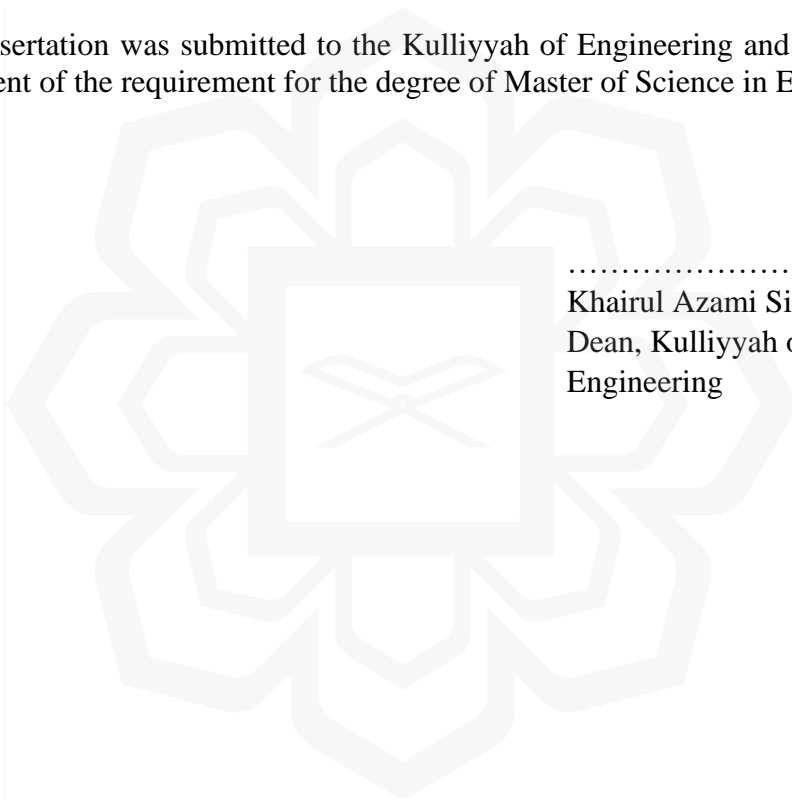 sertation was submitted to the Kulliyyah of Engineering and
ent of the requirement for the degree of Master of Science in E
…………………
Khairul Azami Si
Dean, Kulliyyah o
Engineering